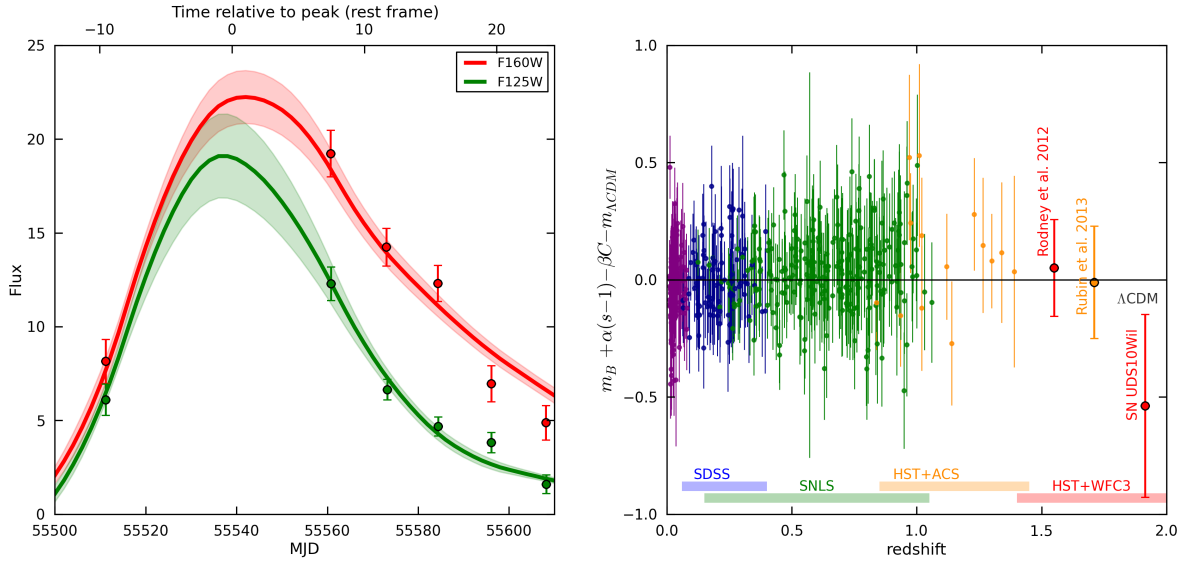 Time relative to peak (rest frame)
−10 0 10 20
25
20
15
10
5
0
Flux
F160W
F125W
55500 55520 55540 55560 55580 55600
MJD
1.0
0.5
0.0
−0.5
−1.0
m_B +α(s−1)−βC−m_ΛCDM
Rodney et al. 2012
Rubin et al. 2013
ΛCDM
SN UDS10Wil
SDSS
SNLS
HST+ACS
HST+WFC3
0.0 0.5 1.0 1.5 2.0
redshift